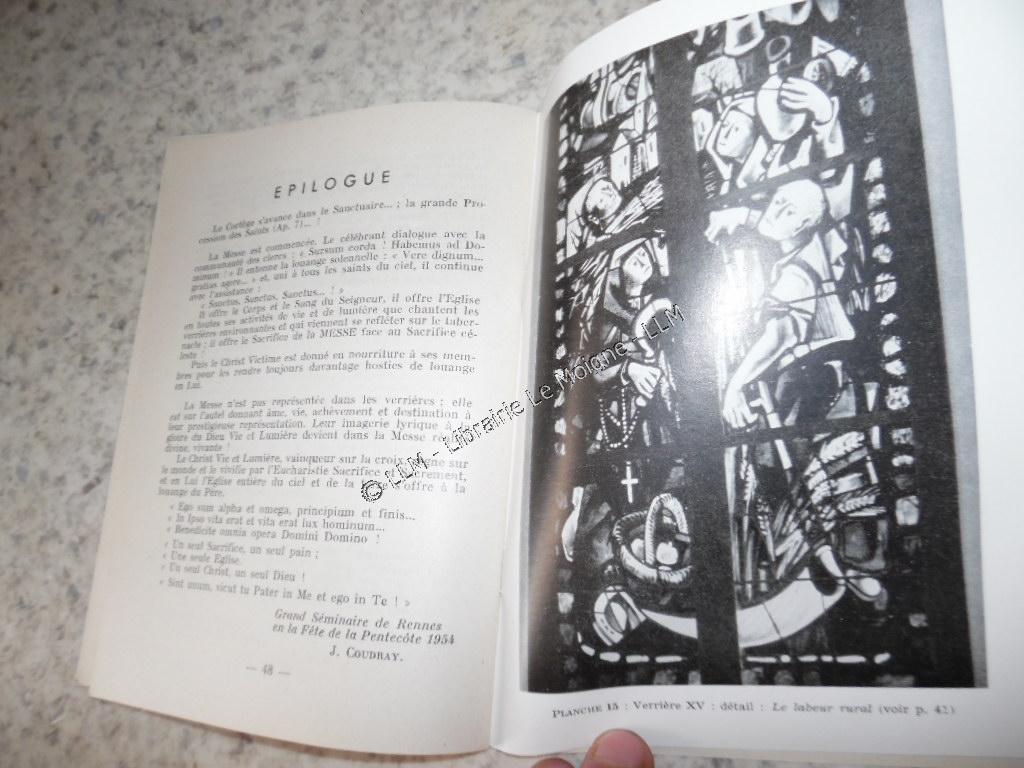 EPILOGUE
Le Cortège s'avance dans le Sanctuaire... ; la grande Pro-
cession des Saints (Ap. 7)... !
La Messe est commencée. Le célébrant dialogue avec la
communauté des clercs : « Sursum corda ! Habemus ad Do-
minum ! » Il entonne la louange solennelle : « Vere dignum...
gratias agere... » et, uni à tous les saints du ciel, il continue
avec l'assistance :
« Sanctus, Sanctus, Sanctus... ! »
Il offre le Corps et le Sang du Seigneur, il offre l'Eglise
en toutes ses activités de vie et de lumière que chantent les
verrières environnantes et qui viennent se refléter sur le taber-
nacle ; il offre le Sacrifice de la MESSE face au Sacrifice cé-
leste !
Puis le Christ Victime est donné en nourriture à ses mem-
bres pour les rendre toujours davantage hosties de louange
en Lui.
La Messe n'est pas représentée dans les verrières ; elle
est sur l'autel donnant âme, vie, achèvement et destination à
leur prestigieuse représentation. Leur imagerie lyrique à la
gloire du Dieu Vie et Lumière devient dans la Messe
divine, vivante !
Le Christ Vie et Lumière, vainqueur sur la croix, règne sur
le monde et le vivifie par l'Eucharistie Sacrifice et
et en Lui l'Eglise entière du ciel et de la s'offre à la
louange du Père.
« Ego sum alpha et omega, principium et finis...
« In Ipso vita erat et vita erat lux hominum...
« Benedicite omnia opera Domini Domino !
« Un seul Sacrifice, un seul pain ;
« Une seule Eglise.
« Un seul Christ, un seul Dieu !
« Sint unum, sicut tu Pater in Me et ego in Te ! »
Grand Séminaire de Rennes
en la Fête de la Pentecôte 1954
J. COUDRAY.
— 48 —
PLANCHE 15 : Verrière XV : détail : Le labeur rural (voir p. 42)
© LLM - Librairie Le Moigne - LLM